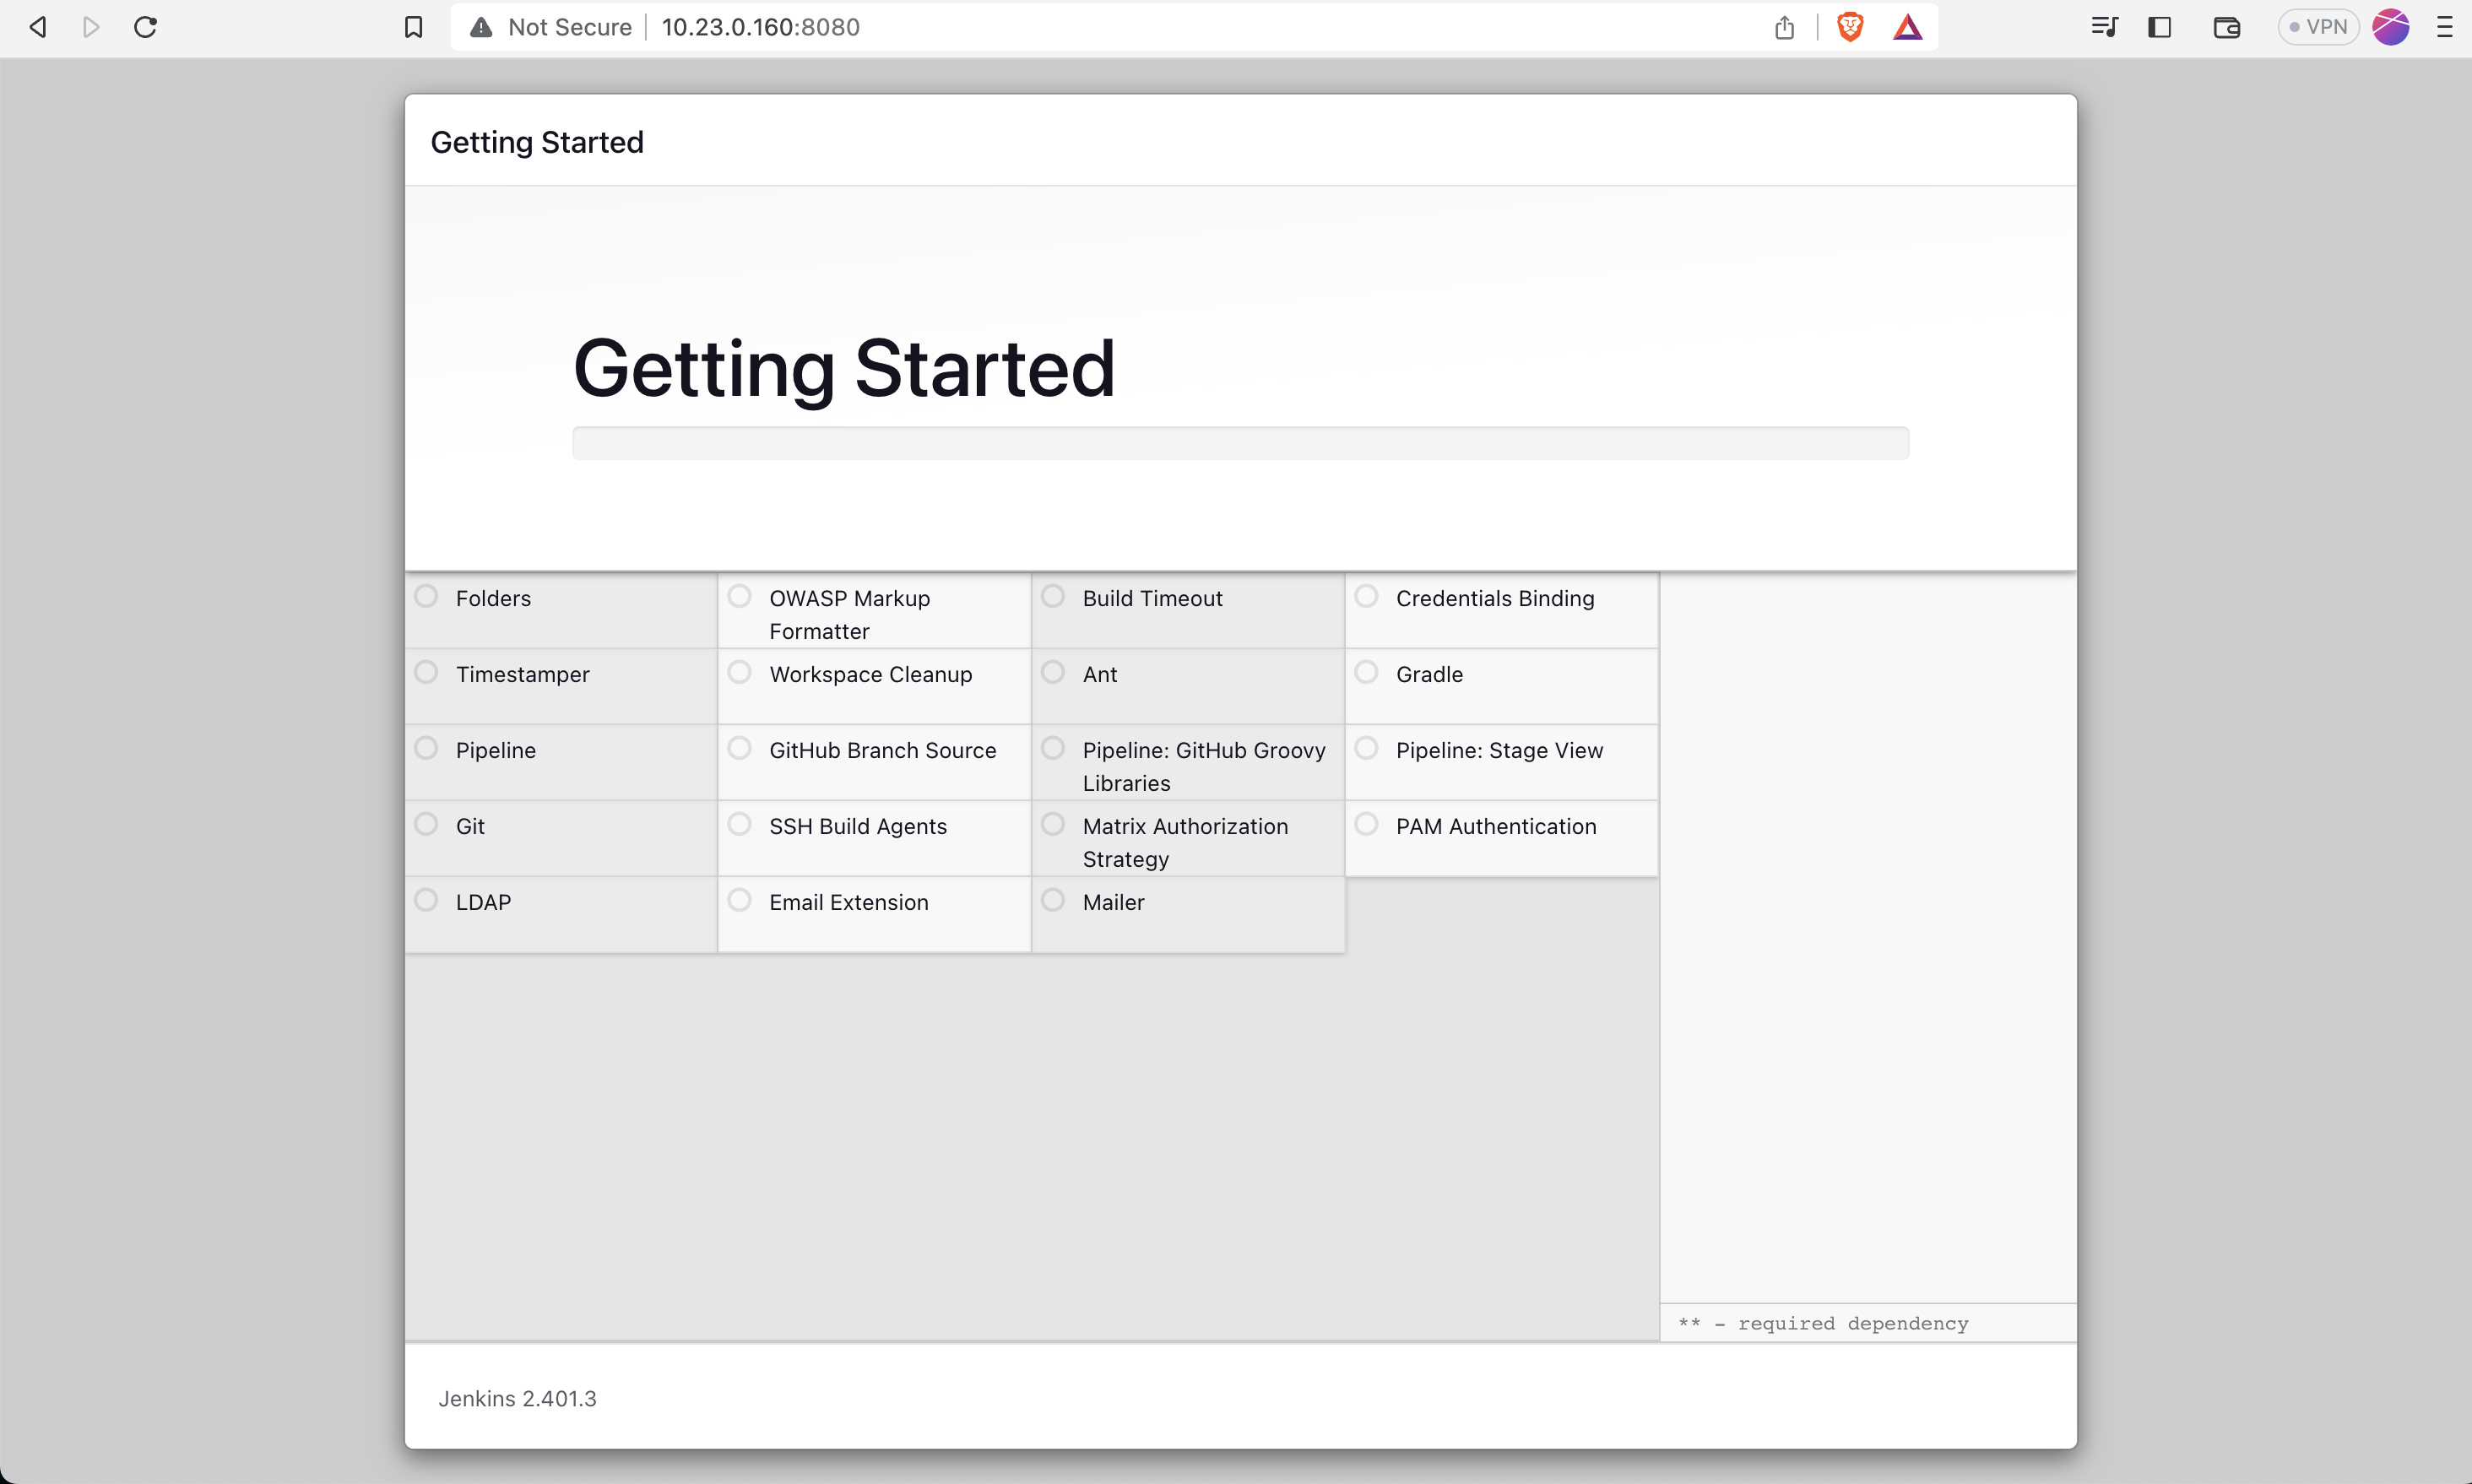 Not Secure
10.23.0.160:8080
VPN
Getting Started
Getting Started
Folders
OWASP Markup
Formatter
Build Timeout
Credentials Binding
Timestamper
Workspace Cleanup
Ant
Gradle
Pipeline
GitHub Branch Source
Pipeline: GitHub Groovy
Libraries
Pipeline: Stage View
Git
SSH Build Agents
Matrix Authorization
Strategy
PAM Authentication
LDAP
Email Extension
Mailer
** - required dependency
Jenkins 2.401.3